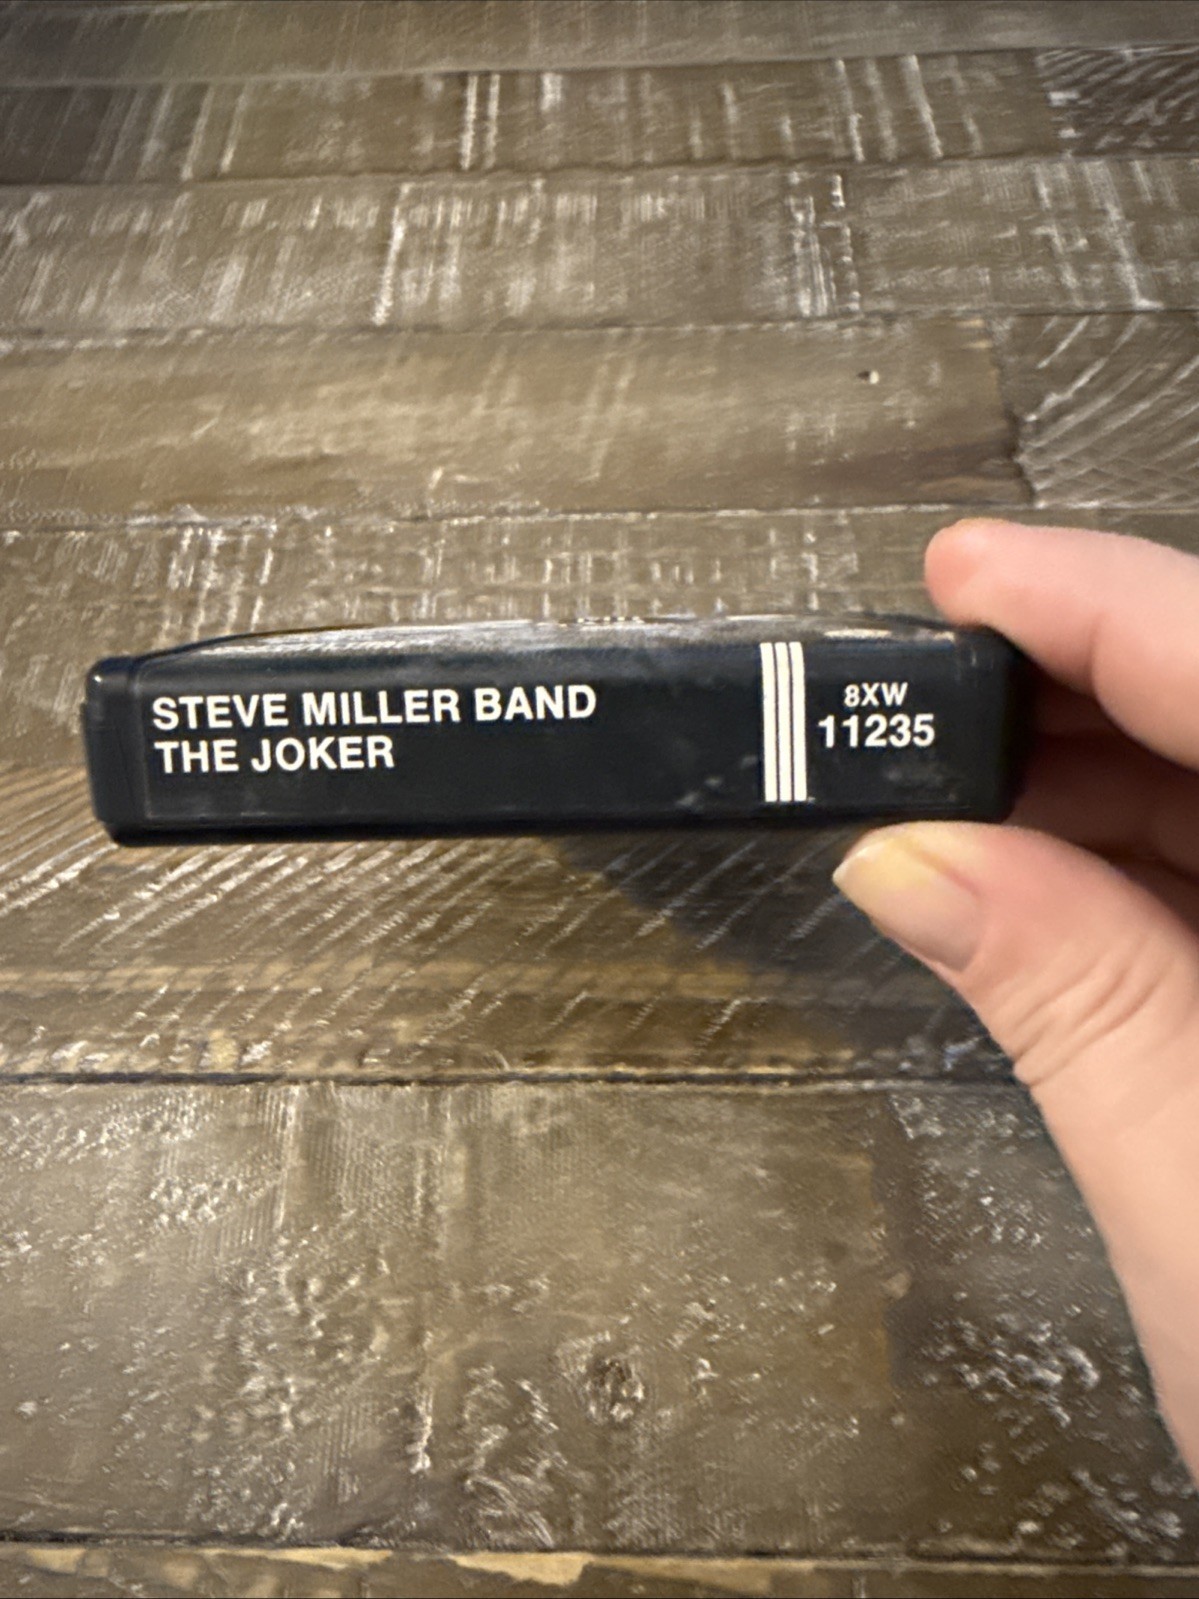 STEVE MILLER BAND
THE JOKER
8XW
11235